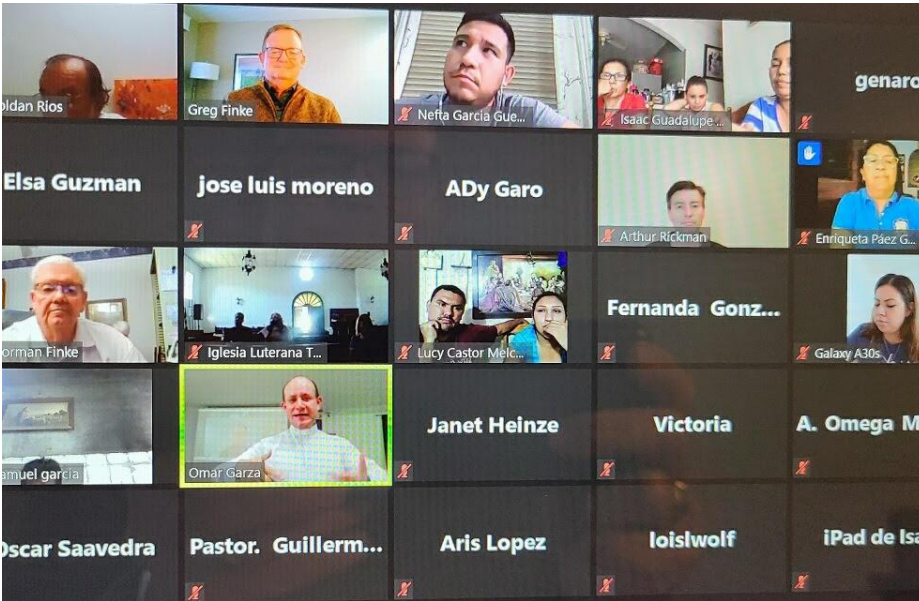 oldan Rios
Greg Finke
Nefta Garcia Gue...
Isaac Guadalupe ...
genaro
Elsa Guzman
jose luis moreno
ADy Garo
Arthur Rickman
Enriqueta Páez G...
orman Finke
Iglesia Luterana T...
Lucy Castor Melc...
Fernanda Gonz...
Galaxy A30s
amuel garcia
Omar Garza
Janet Heinze
Victoria
A. Omega M
Oscar Saavedra
Pastor. Guillerm...
Aris Lopez
loislwolf
iPad de Isa